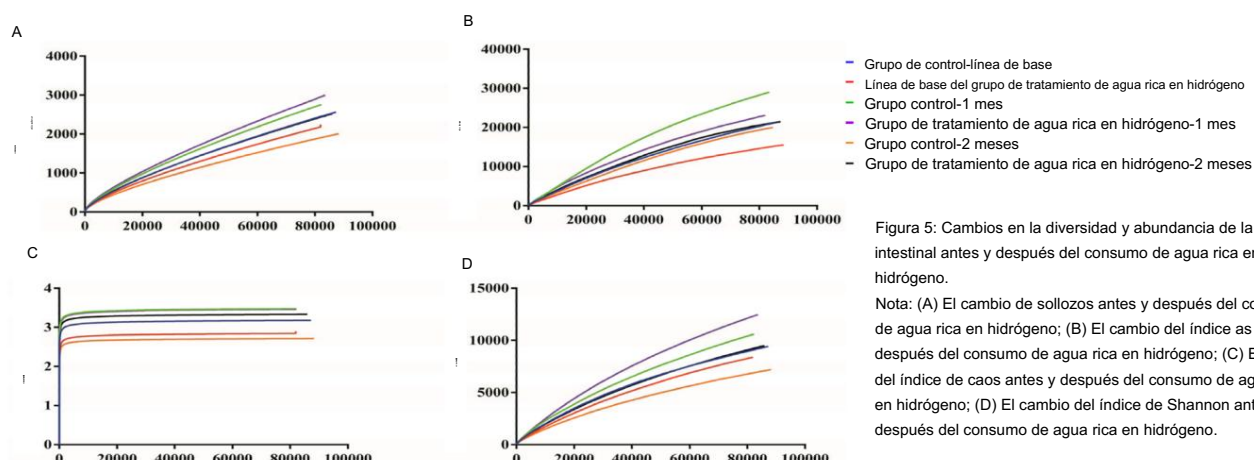 A
4000
3000
2000
1000
0
0 20000 40000 60000 80000 100000
B
40000
30000
20000
10000
0
0 20000 40000 60000 80000 100000
Grupo de control-línea de base
Línea de base del grupo de tratamiento de agua rica en hidrógeno
Grupo control-1 mes
Grupo de tratamiento de agua rica en hidrógeno-1 mes
Grupo control-2 meses
Grupo de tratamiento de agua rica en hidrógeno-2 meses
C
4
3
2
1
0
0 20000 40000 60000 80000 100000
D
15000
10000
5000
0
0 20000 40000 60000 80000 100000
Figura 5: Cambios en la diversidad y abundancia de la
intestinal antes y después del consumo de agua rica en
hidrógeno.
Nota: (A) El cambio de sollozos antes y después del co
de agua rica en hidrógeno; (B) El cambio del índice as
después del consumo de agua rica en hidrógeno; (C) E
del índice de caos antes y después del consumo de ag
en hidrógeno; (D) El cambio del índice de Shannon ant
después del consumo de agua rica en hidrógeno.